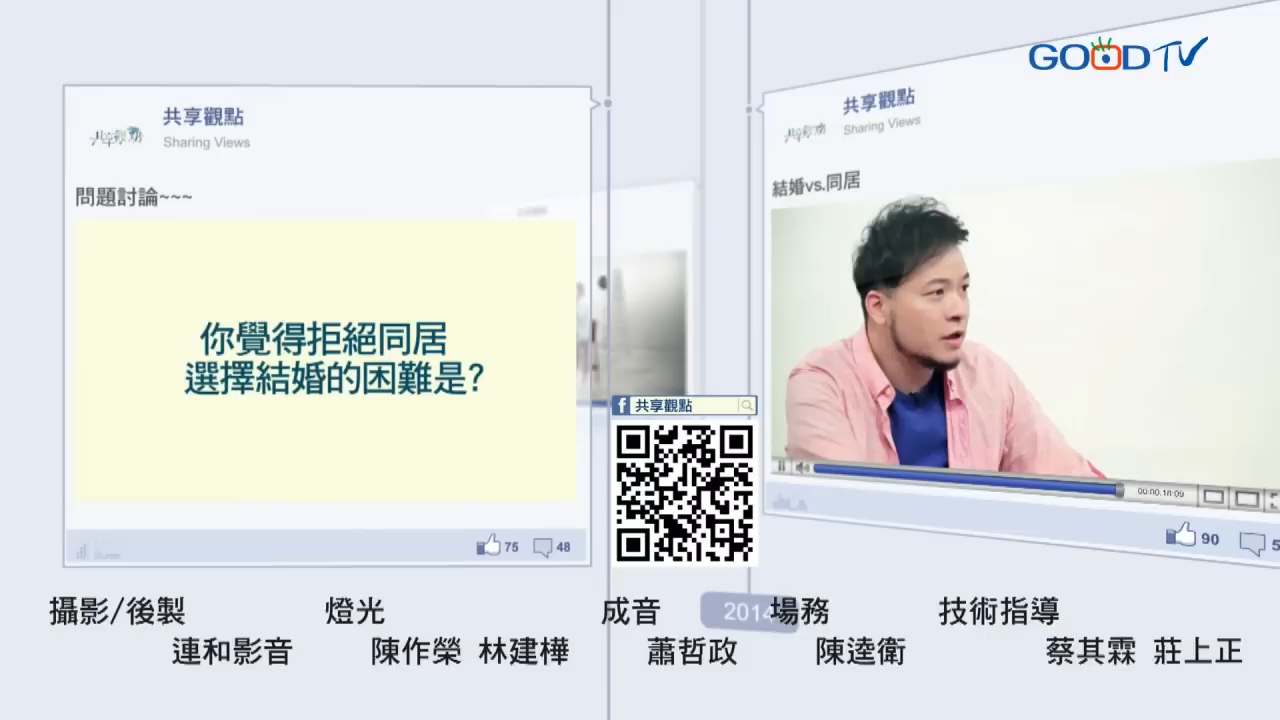 GOODTV
共享觀點
Sharing Views
問題討論~~~
你覺得拒絕同居
選擇結婚的困難是?
75
48
共享觀點
Sharing Views
結婚vs.同居
00:00.18:09
90
f 共享觀點
2014
攝影/後製
連和影音
燈光
陳作榮 林建樺
成音
蕭哲政
場務
陳逵衛
技術指導
蔡其霖 莊上正